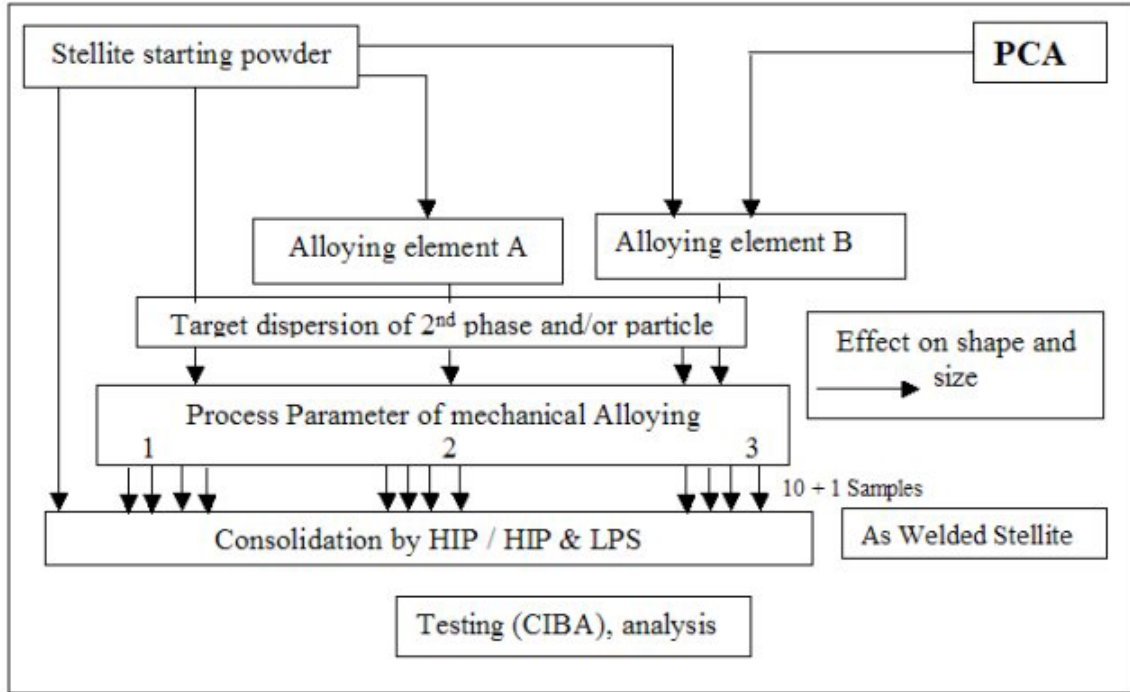 Stellite starting powder
PCA
Alloying element A
Alloying element B
Target dispersion of 2nd phase and/or particle
Effect on shape and
size
Process Parameter of mechanical Alloying
1 2 3
10 + 1 Samples
Consolidation by HIP / HIP & LPS
As Welded Stellite
Testing (CIBA), analysis